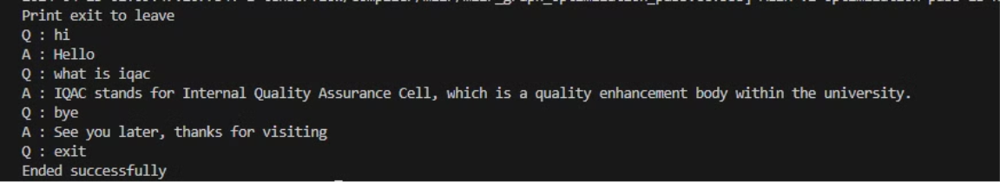 Print exit to leave
Q : hi
A : Hello
Q : what is iqac
A : IQAC stands for Internal Quality Assurance Cell, which is a quality enhancement body within the university.
Q : bye
A : See you later, thanks for visiting
Q : exit
Ended successfully